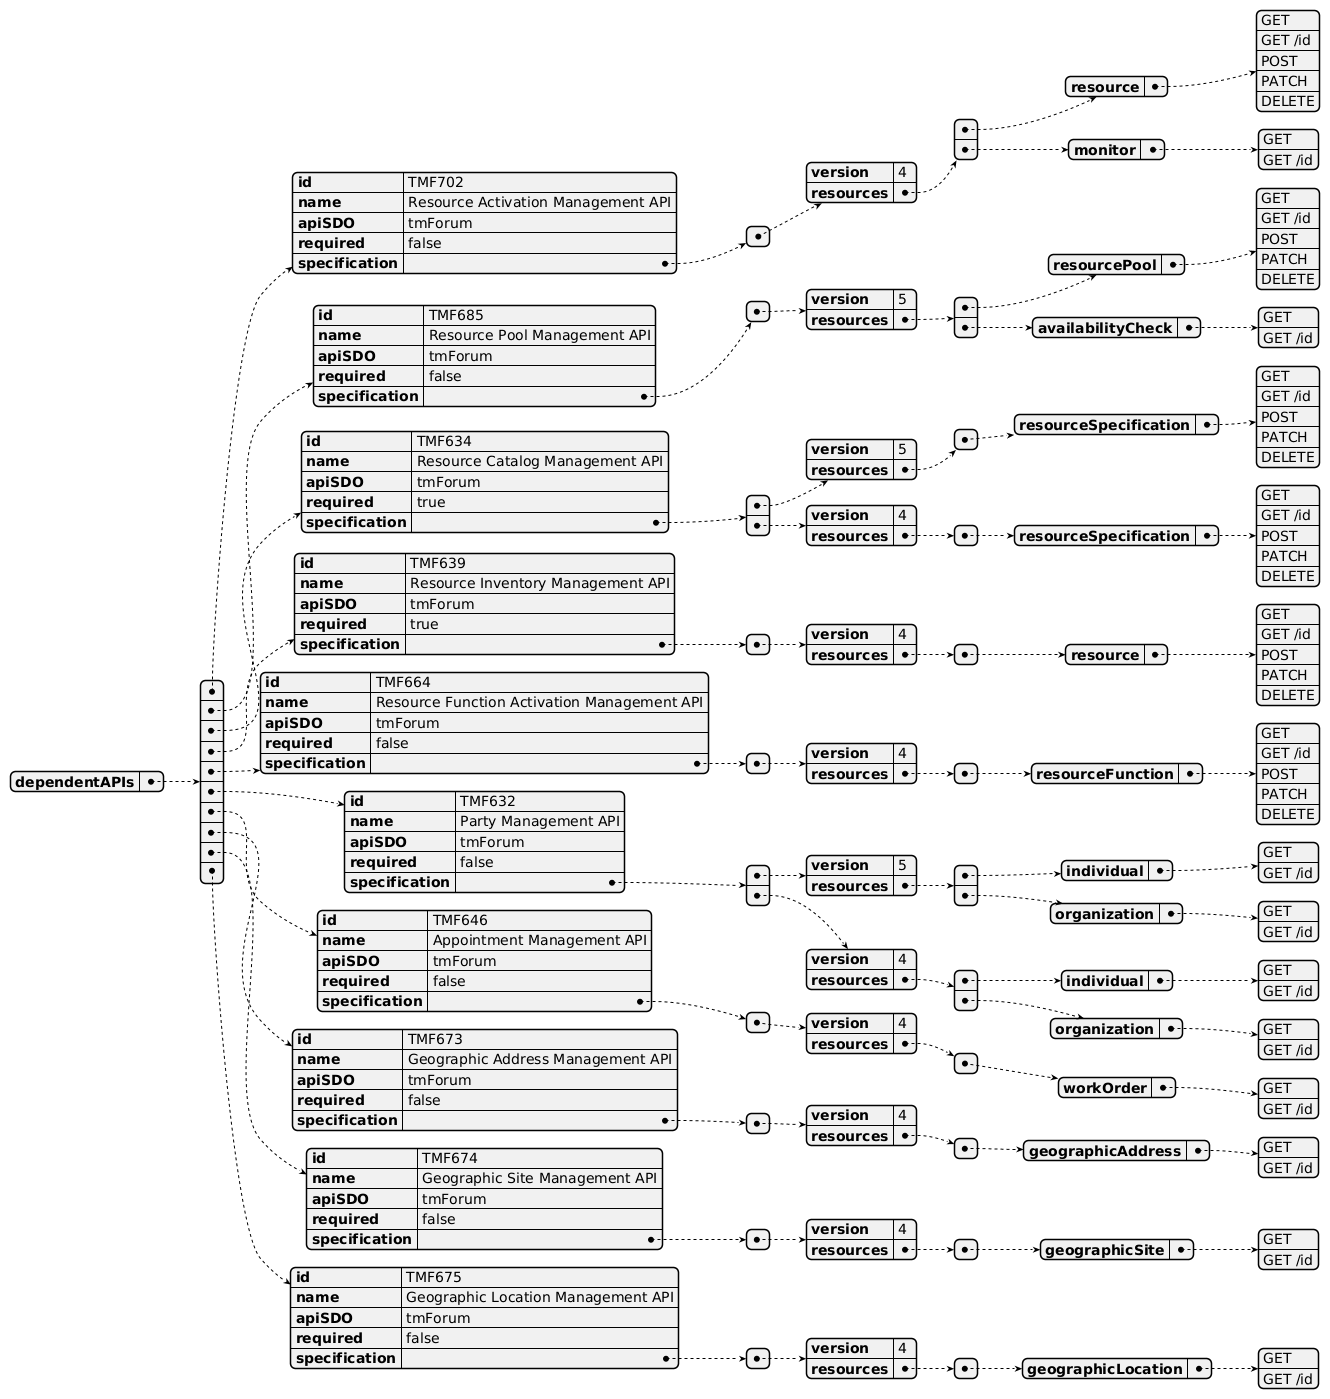 dependentAPIs
id TMF702
name Resource Activation Management API
apiSDO tmForum
required false
specification
version 4
resources
resource
GET
GET /id
POST
PATCH
DELETE
monitor
GET
GET /id
id TMF685
name Resource Pool Management API
apiSDO tmForum
required false
specification
version 5
resources
resourcePool
GET
GET /id
POST
PATCH
DELETE
availabilityCheck
GET
GET /id
id TMF634
name Resource Catalog Management API
apiSDO tmForum
required true
specification
version 5
resources
resourceSpecification
GET
GET /id
POST
PATCH
DELETE
version 4
resources
resourceSpecification
GET
GET /id
POST
PATCH
DELETE
id TMF639
name Resource Inventory Management API
apiSDO tmForum
required true
specification
version 4
resources
resource
GET
GET /id
POST
PATCH
DELETE
id TMF664
name Resource Function Activation Management API
apiSDO tmForum
required false
specification
version 4
resources
resourceFunction
GET
GET /id
POST
PATCH
DELETE
id TMF632
name Party Management API
apiSDO tmForum
required false
specification
version 5
resources
individual
GET
GET /id
organization
GET
GET /id
version 4
resources
individual
GET
GET /id
organization
GET
GET /id
id TMF646
name Appointment Management API
apiSDO tmForum
required false
specification
version 4
resources
workOrder
GET
GET /id
id TMF673
name Geographic Address Management API
apiSDO tmForum
required false
specification
version 4
resources
geographicAddress
GET
GET /id
id TMF674
name Geographic Site Management API
apiSDO tmForum
required false
specification
version 4
resources
geographicSite
GET
GET /id
id TMF675
name Geographic Location Management API
apiSDO tmForum
required false
specification
version 4
resources
geographicLocation
GET
GET /id